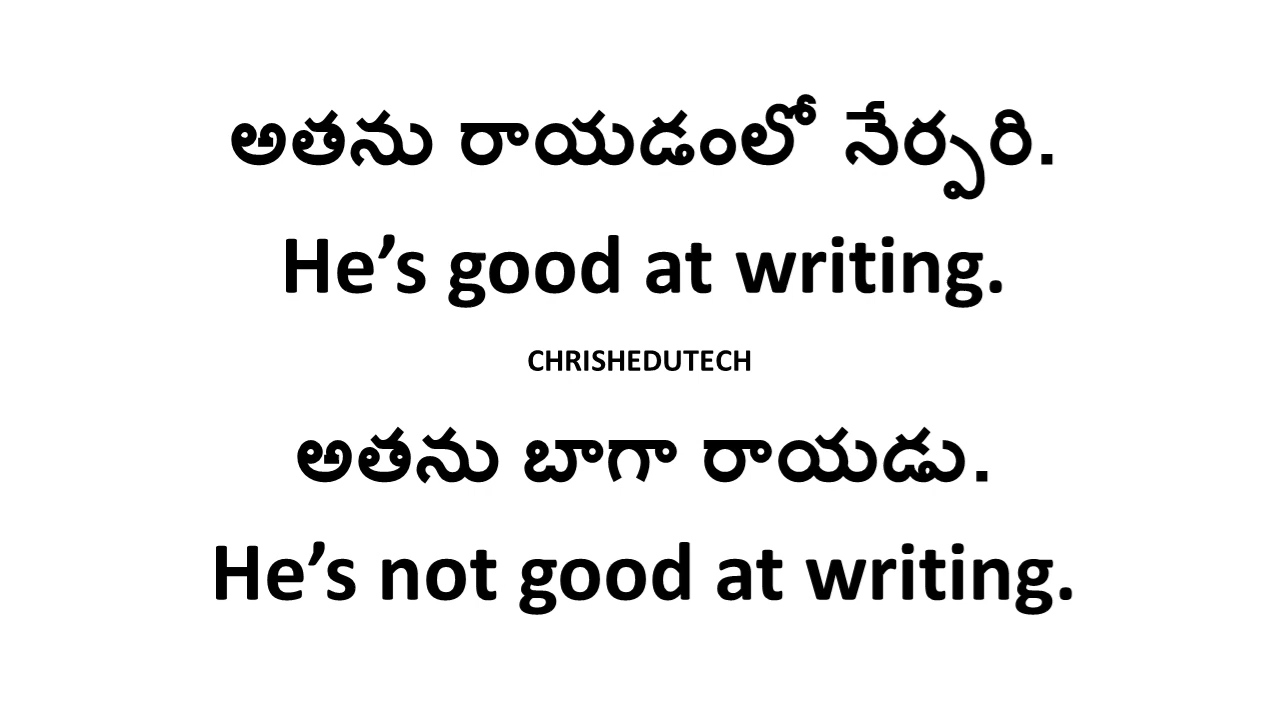 అతను రాయడంలో నేర్పరి.
He’s good at writing.
CHRISHEDUTECH
అతను బాగా రాయడు.
He’s not good at writing.